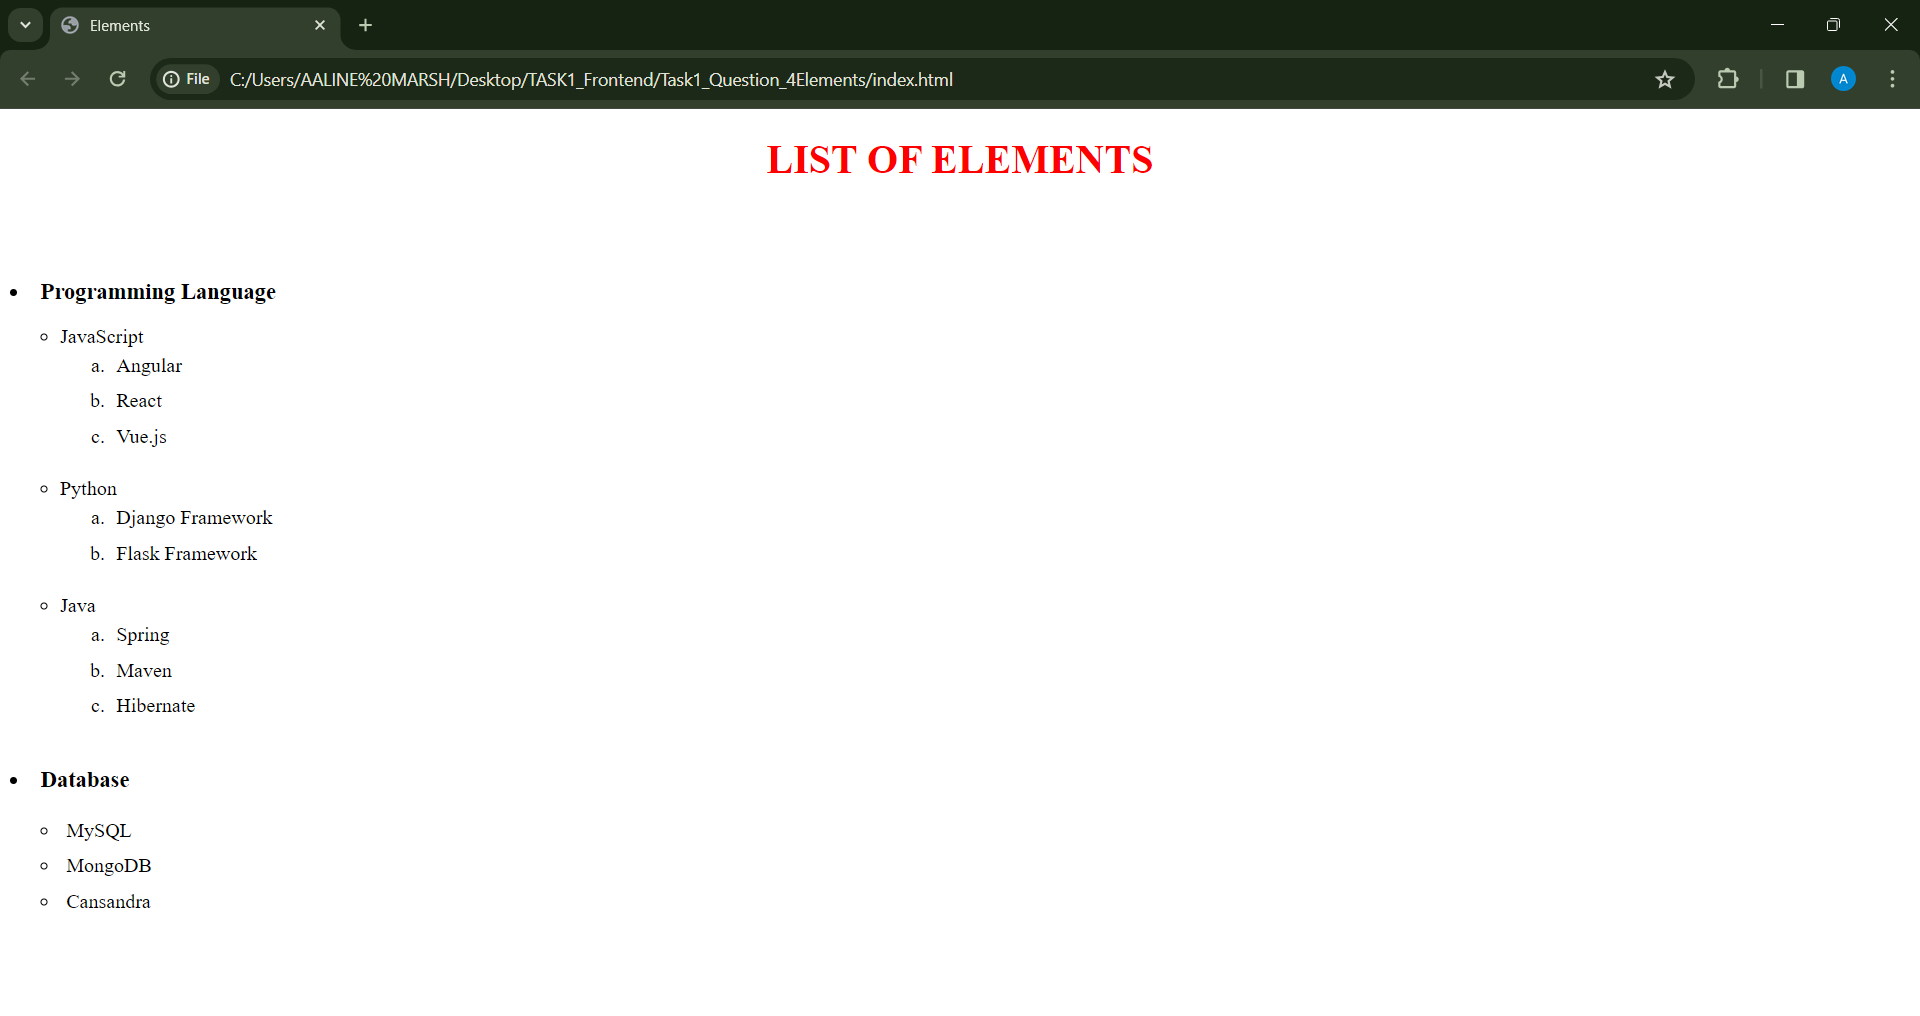 Elements
File C:/Users/AALINE%20MARSH/Desktop/TASK1_Frontend/Task1_Question_4Elements/index.html
A
LIST OF ELEMENTS
• Programming Language
◦ JavaScript
a. Angular
b. React
c. Vue.js
◦ Python
a. Django Framework
b. Flask Framework
◦ Java
a. Spring
b. Maven
c. Hibernate
• Database
◦ MySQL
◦ MongoDB
◦ Cansandra